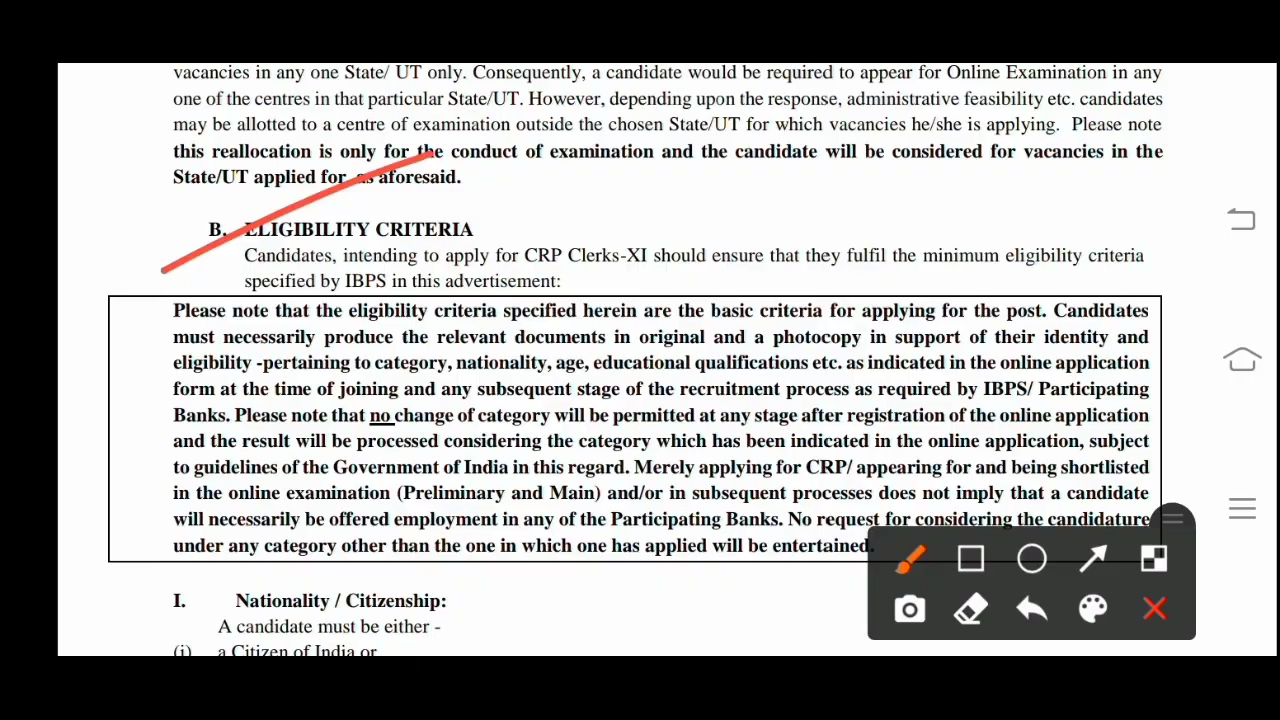 vacancies in any one State/ UT only. Consequently, a candidate would be required to appear for Online Examination in any
one of the centres in that particular State/UT. However, depending upon the response, administrative feasibility etc. candidates
may be allotted to a centre of examination outside the chosen State/UT for which vacancies he/she is applying. Please note
this reallocation is only for the conduct of examination and the candidate will be considered for vacancies in the
State/UT applied for, as aforesaid.
B. ELIGIBILITY CRITERIA
Candidates, intending to apply for CRP Clerks-XI should ensure that they fulfil the minimum eligibility criteria
specified by IBPS in this advertisement:
Please note that the eligibility criteria specified herein are the basic criteria for applying for the post. Candidates
must necessarily produce the relevant documents in original and a photocopy in support of their identity and
eligibility -pertaining to category, nationality, age, educational qualifications etc. as indicated in the online application
form at the time of joining and any subsequent stage of the recruitment process as required by IBPS/ Participating
Banks. Please note that no change of category will be permitted at any stage after registration of the online application
and the result will be processed considering the category which has been indicated in the online application, subject
to guidelines of the Government of India in this regard. Merely applying for CRP/ appearing for and being shortlisted
in the online examination (Preliminary and Main) and/or in subsequent processes does not imply that a candidate
will necessarily be offered employment in any of the Participating Banks. No request for considering the candidature
under any category other than the one in which one has applied will be entertained.
I. Nationality / Citizenship:
A candidate must be either -
(i) a Citizen of India or